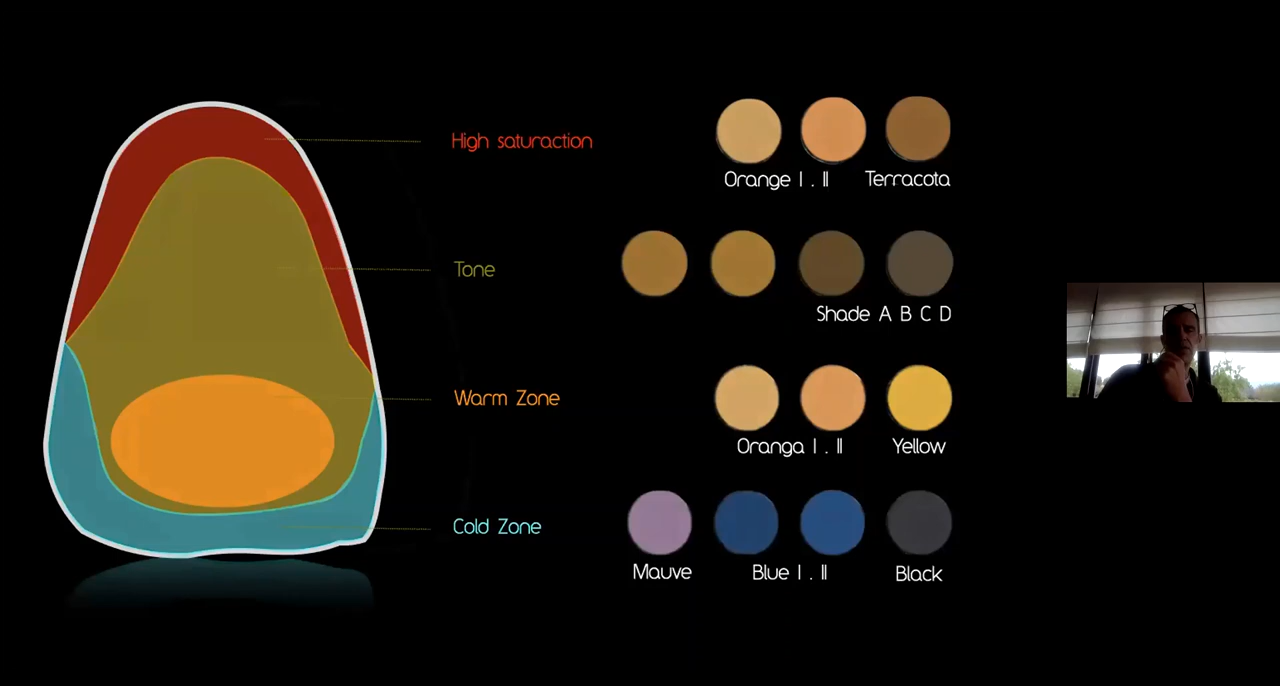 High saturaction
Orange I . II Terracota
Tone
Shade A B C D
Warm Zone
Oranga I . II Yellow
Cold Zone
Mauve Blue I . II Black